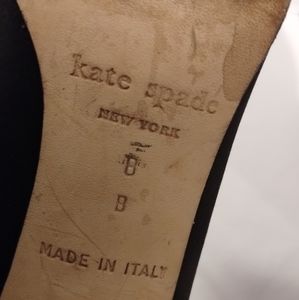 kate spade
NEW YORK
8
B
MADE IN ITALY